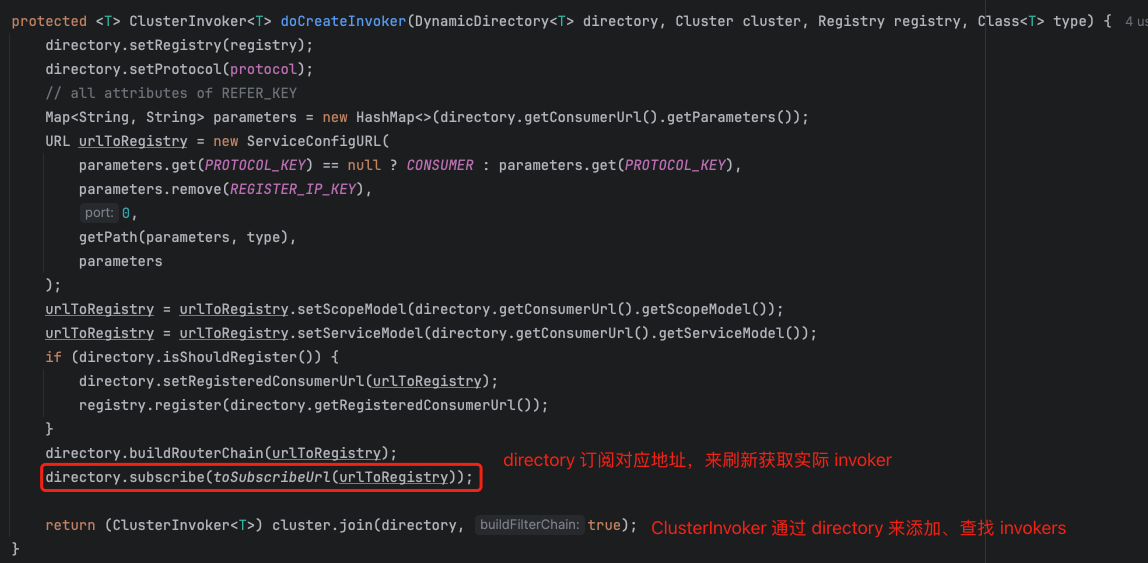 protected <T> ClusterInvoker<T> doCreateInvoker(DynamicDirectory<T> directory, Cluster cluster, Registry registry, Class<T> type) { 4 us
directory.setRegistry(registry);
directory.setProtocol(protocol);
// all attributes of REFER_KEY
Map<String, String> parameters = new HashMap<>(directory.getConsumerUrl().getParameters());
URL urlToRegistry = new ServiceConfigURL(
parameters.get(PROTOCOL_KEY) == null ? CONSUMER : parameters.get(PROTOCOL_KEY),
parameters.remove(REGISTER_IP_KEY),
port: 0,
getPath(parameters, type),
parameters
);
urlToRegistry = urlToRegistry.setScopeModel(directory.getConsumerUrl().getScopeModel());
urlToRegistry = urlToRegistry.setServiceModel(directory.getConsumerUrl().getServiceModel());
if (directory.isShouldRegister()) {
directory.setRegisteredConsumerUrl(urlToRegistry);
registry.register(directory.getRegisteredConsumerUrl());
}
directory.buildRouterChain(urlToRegistry);
directory 订阅对应地址，来刷新获取实际 invoker
directory.subscribe(toSubscribeUrl(urlToRegistry));
return (ClusterInvoker<T>) cluster.join(directory, buildFilterChain: true); ClusterInvoker 通过 directory 来添加、查找 invokers
}